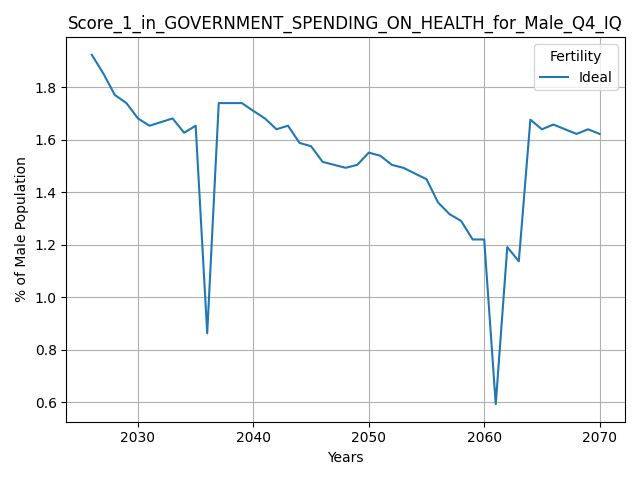 Score_1_in_GOVERNMENT_SPENDING_ON_HEALTH_for_Male_Q4_IQ
Fertility
Ideal
% of Male Population
1.8
1.6
1.4
1.2
1.0
0.8
0.6
2030 2040 2050 2060 2070
Years